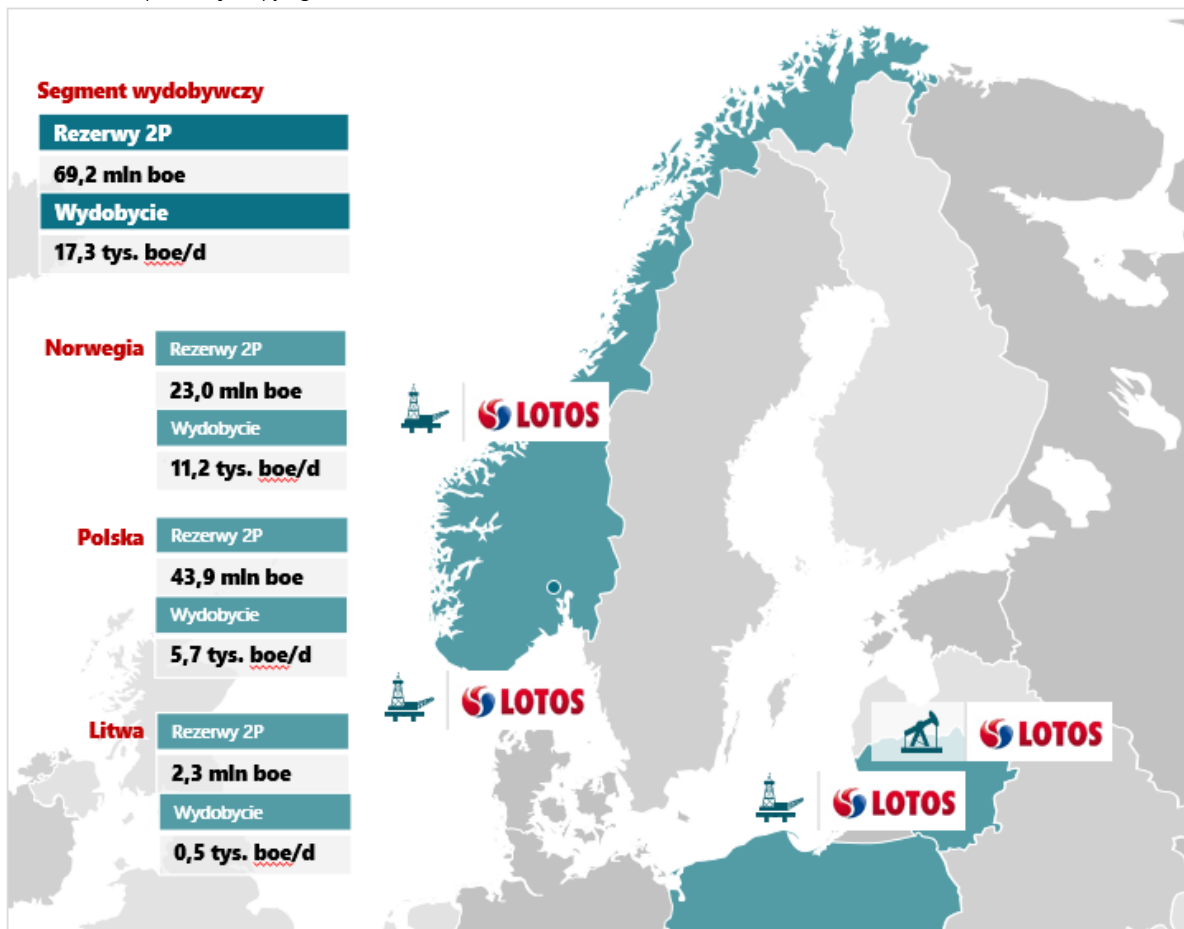 Segment wydobywczy
Rezerwy 2P
69,2 mln boe
Wydobycie
17,3 tys. boe/d
Norwegia
Rezerwy 2P
23,0 mln boe
Wydobycie
11,2 tys. boe/d
Polska
Rezerwy 2P
43,9 mln boe
Wydobycie
5,7 tys. boe/d
Litwa
Rezerwy 2P
2,3 mln boe
Wydobycie
0,5 tys. boe/d
LOTOS
LOTOS
LOTOS
LOTOS